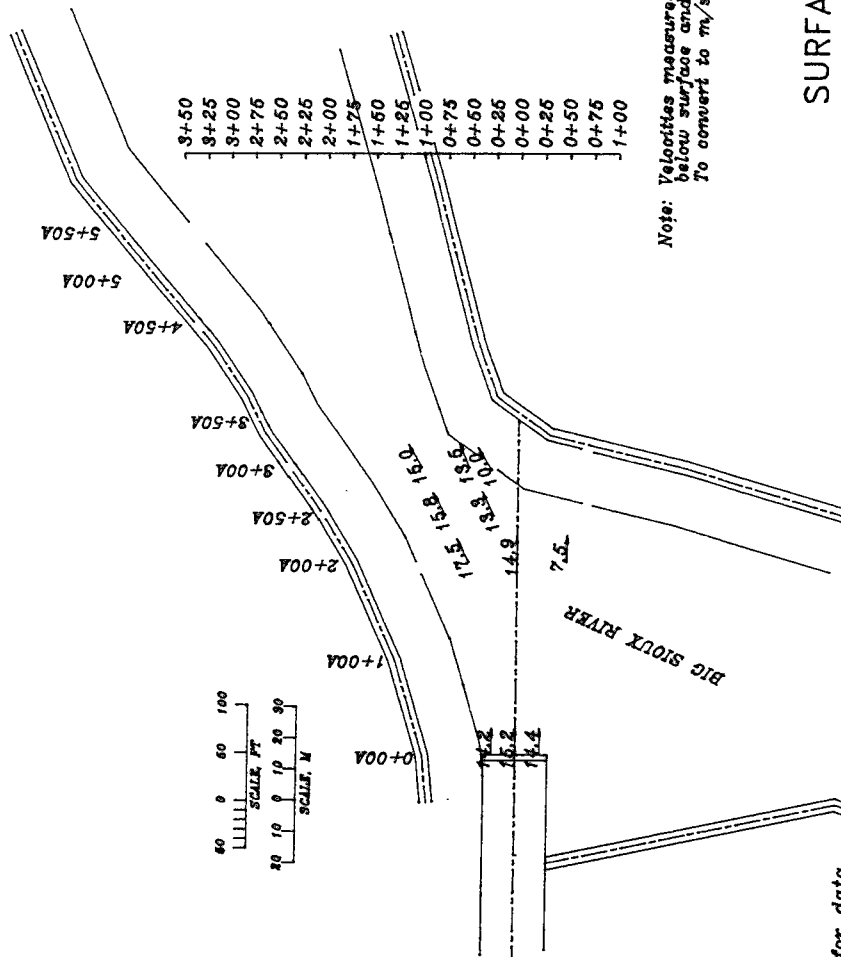 5+50A
5+00A
4+50A
3+50A
3+00A
2+50A
2+00A
1+00A
0+00A
3+50
3+25
3+00
2+75
2+50
2+25
2+00
1+75
1+50
1+25
1+00
0+75
0+50
0+25
0+00
0+25
0+50
0+75
1+00
50 0 50 100
SCALE, FT
20 10 0 10 20 30
SCALE, M
17.5 15.8 15.0
13.3 13.5
10.0
14.9
7.5
BIG SIOUX RIVER
15.2
14.4
Note: Velocities measure
below surface and
To convert to m/s
SURFA
for data